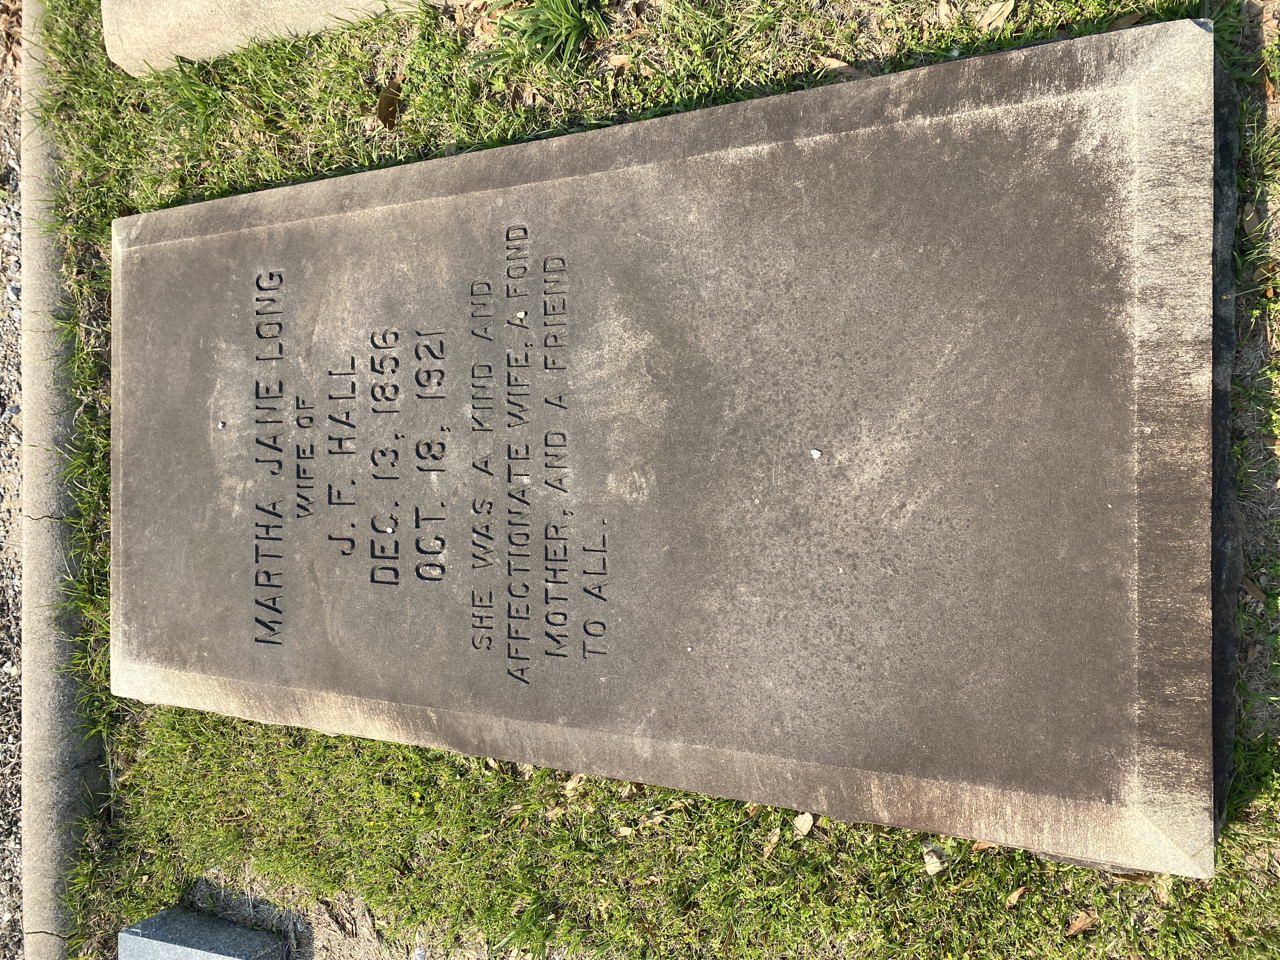 MARTHA JANE LONG
WIFE OF
J. F. HALL
DEC. 13, 1856
OCT. 18, 1921
SHE WAS A KIND AND
AFFECTIONATE WIFE, A FOND
MOTHER, AND A FRIEND
TO ALL.